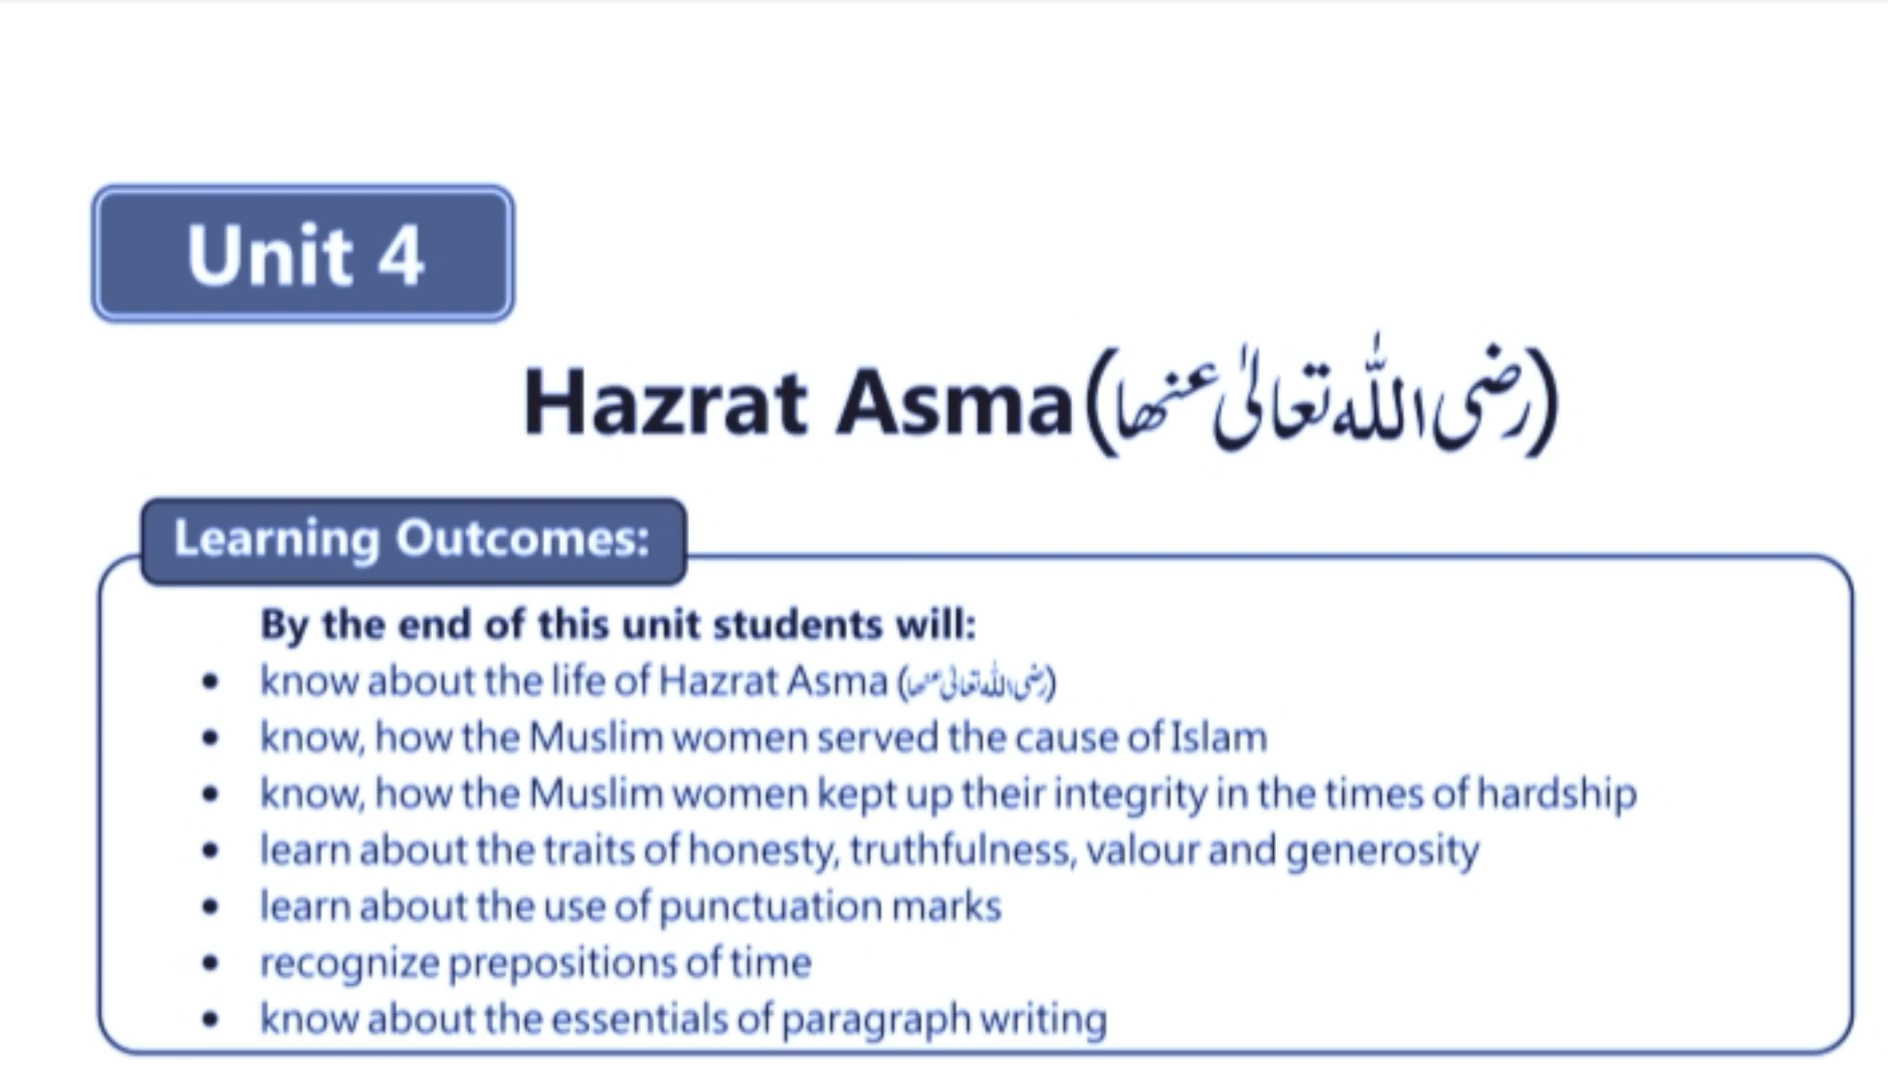 Unit 4
Hazrat Asma (رضی اللہ تعالیٰ عنھا)
Learning Outcomes:
By the end of this unit students will:
• know about the life of Hazrat Asma (رضی اللہ تعالیٰ عنھا)
• know, how the Muslim women served the cause of Islam
• know, how the Muslim women kept up their integrity in the times of hardship
• learn about the traits of honesty, truthfulness, valour and generosity
• learn about the use of punctuation marks
• recognize prepositions of time
• know about the essentials of paragraph writing